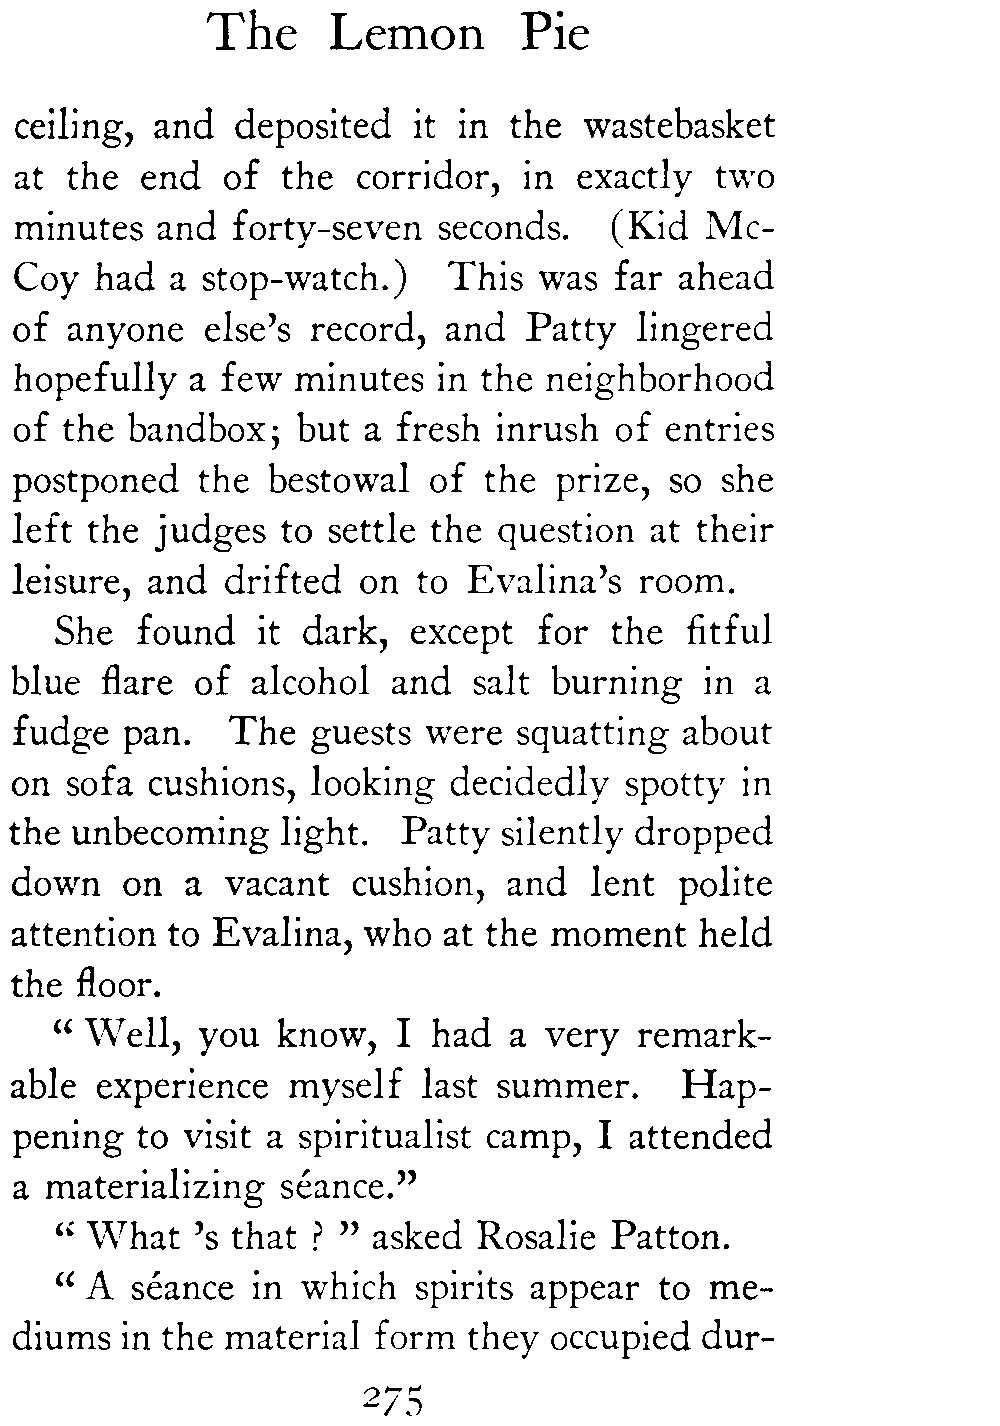 The Lemon Pie
ceiling, and deposited it in the wastebasket
at the end of the corridor, in exactly two
minutes and forty-seven seconds. (Kid Mc-
Coy had a stop-watch.) This was far ahead
of anyone else's record, and Patty lingered
hopefully a few minutes in the neighborhood
of the bandbox; but a fresh inrush of entries
postponed the bestowal of the prize, so she
left the judges to settle the question at their
leisure, and drifted on to Evalina's room.
She found it dark, except for the fitful
blue flare of alcohol and salt burning in a
fudge pan. The guests were squatting about
on sofa cushions, looking decidedly spotty in
the unbecoming light. Patty silently dropped
down on a vacant cushion, and lent polite
attention to Evalina, who at the moment held
the floor.
“ Well, you know, I had a very remark-
able experience myself last summer. Hap-
pening to visit a spiritualist camp, I attended
a materializing séance.”
“ What 's that ? ” asked Rosalie Patton.
“ A séance in which spirits appear to me-
diums in the material form they occupied dur-
275